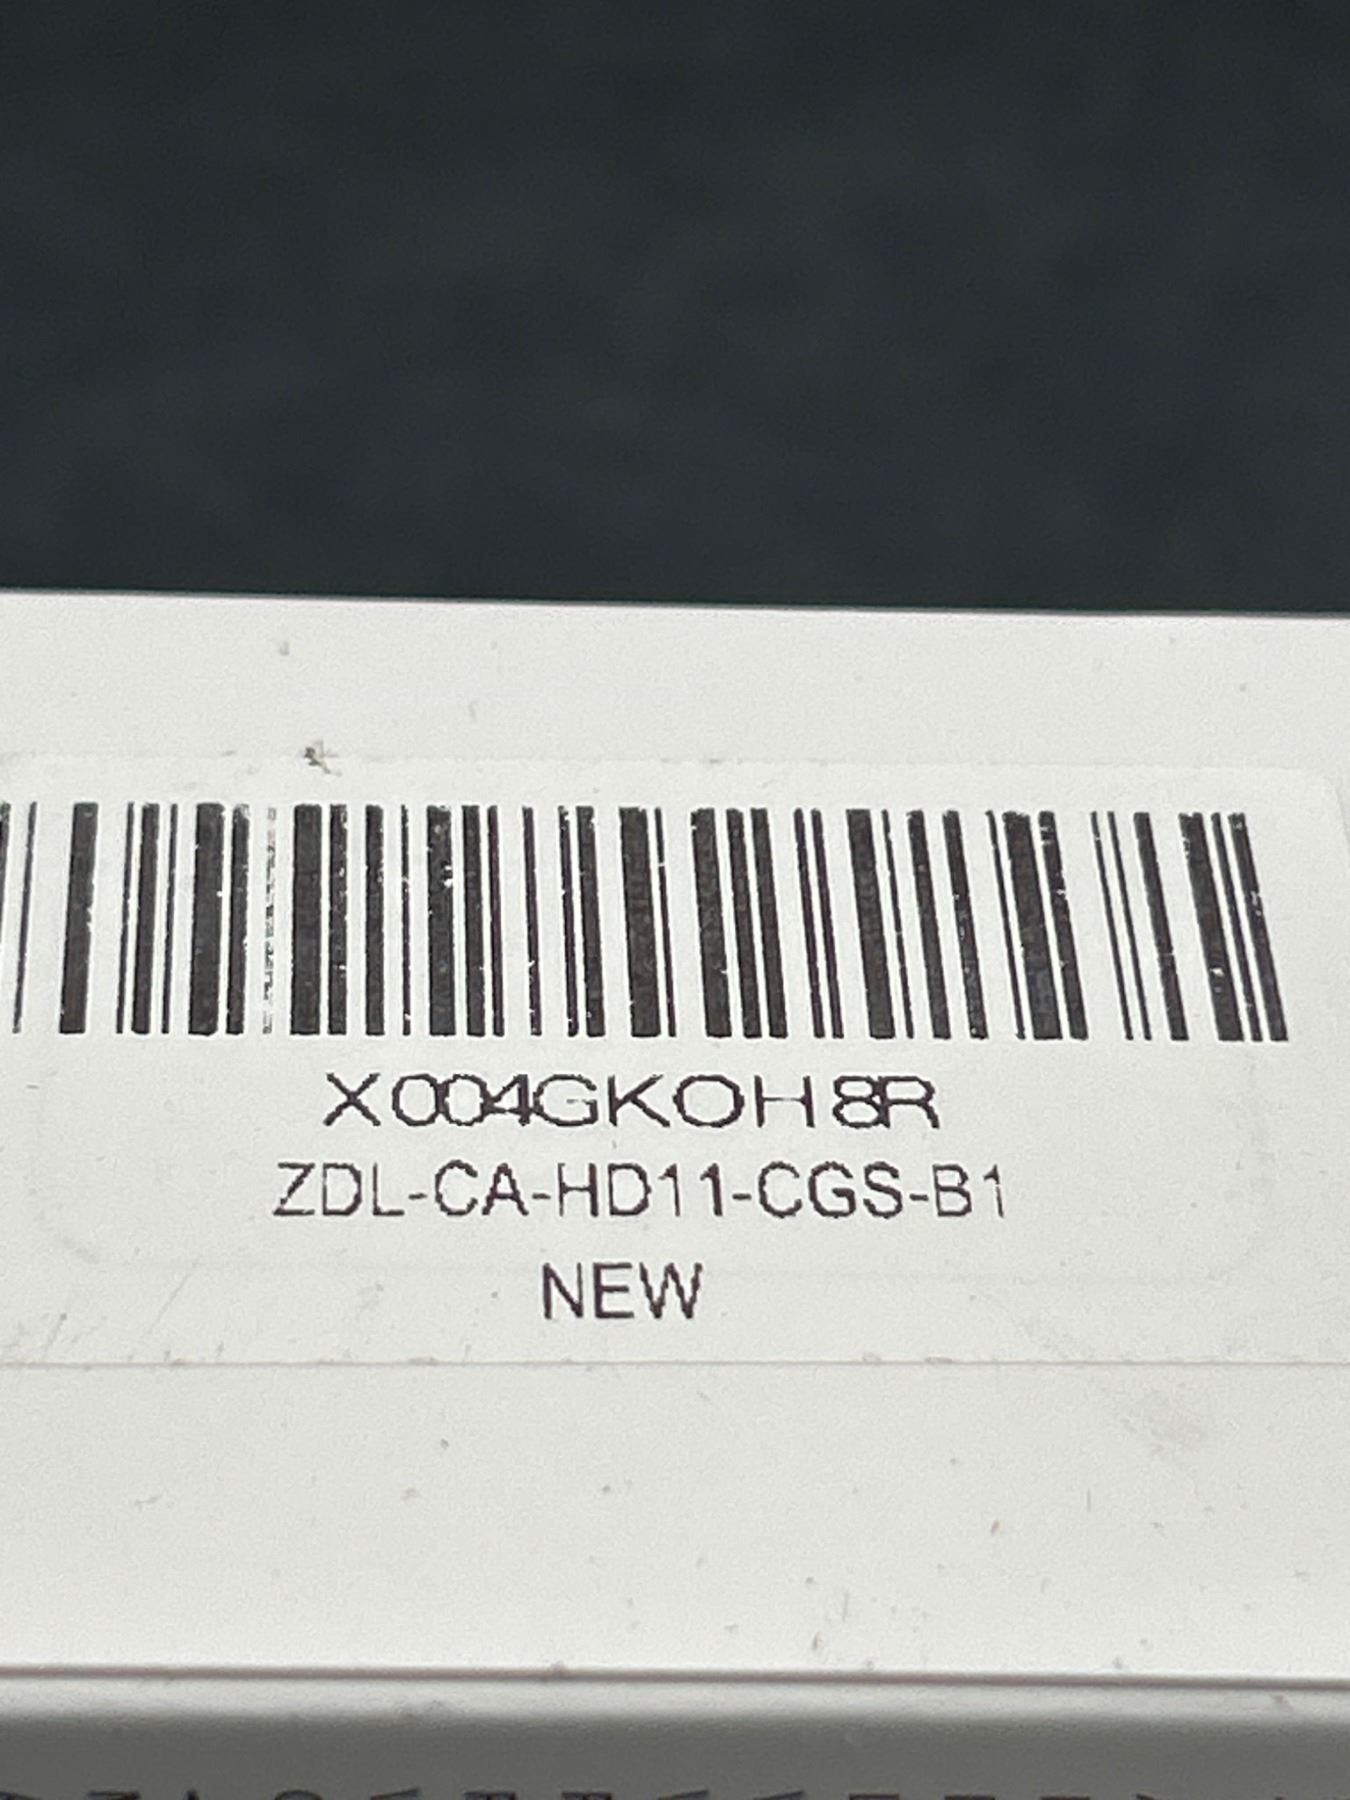 X004GKOH8R
ZDL-CA-HD11-CGS-B1
NEW